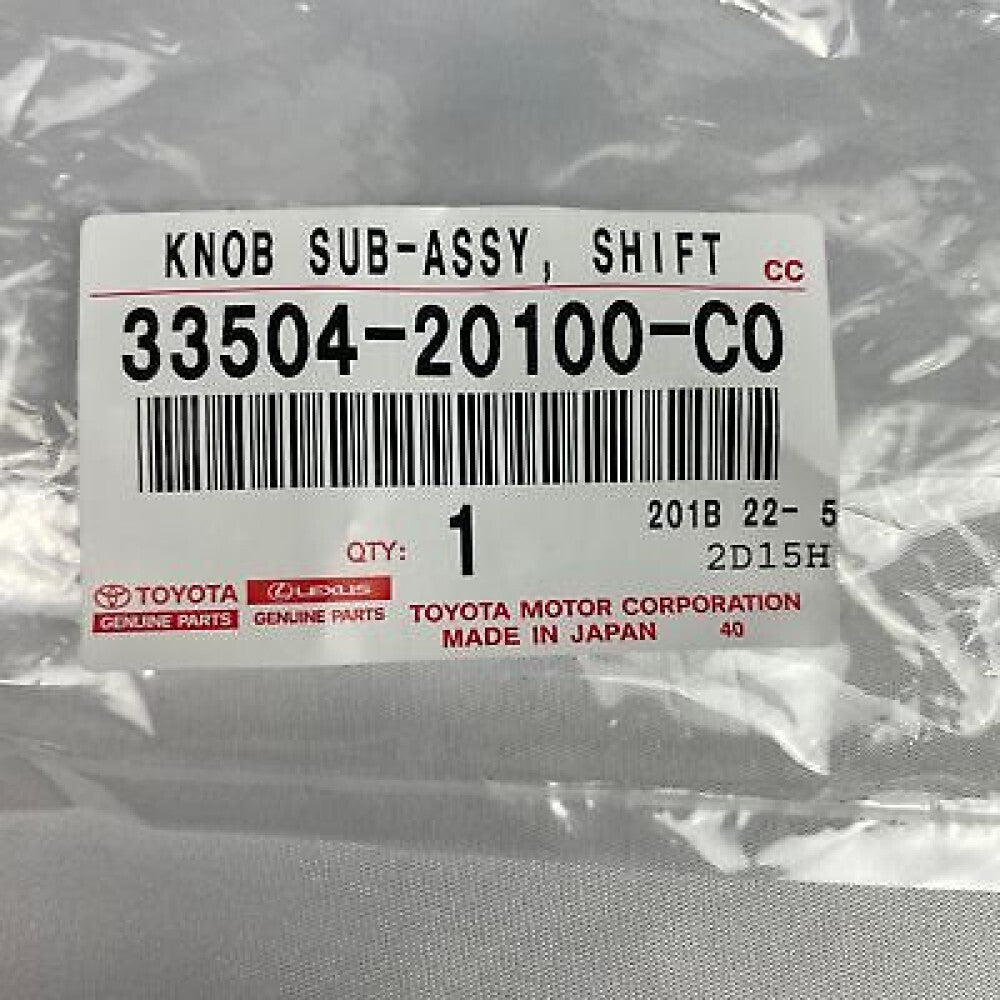 KNOB SUB-ASSY, SHIFT CC
33504-20100-C0
QTY: 1
201B 22- 5
2D15H
TOYOTA LEXUS
GENUINE PARTS GENUINE PARTS
TOYOTA MOTOR CORPORATION
MADE IN JAPAN 40